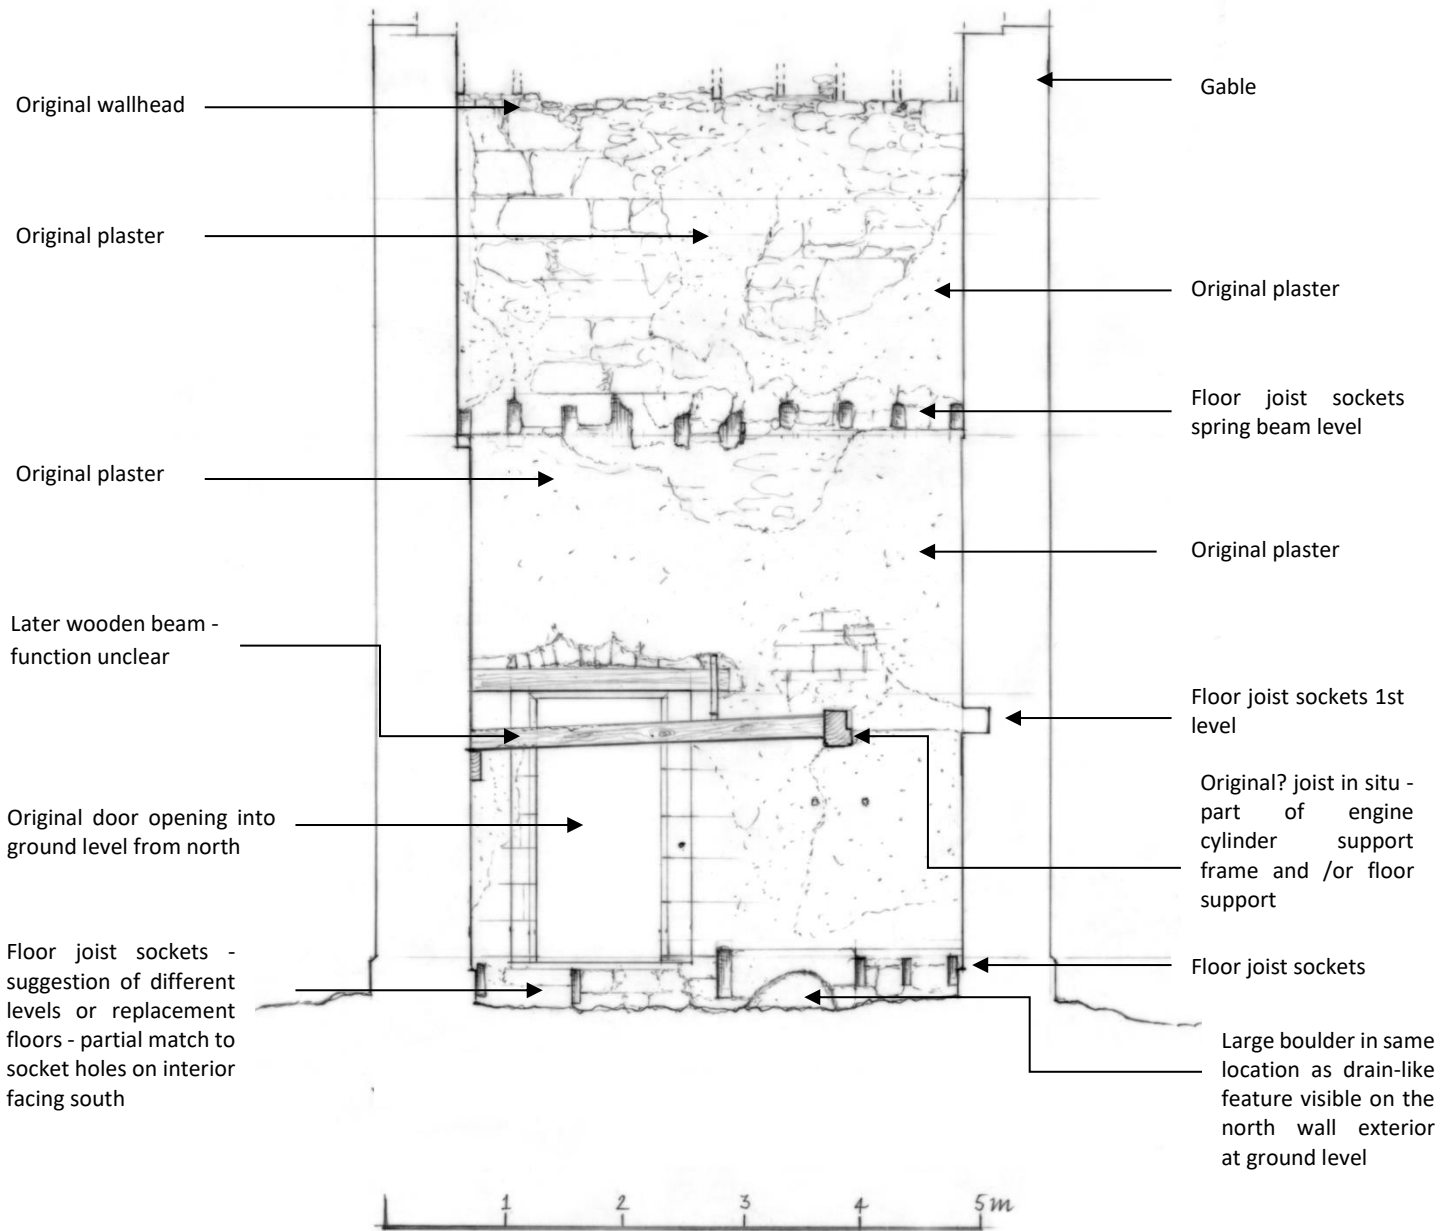 Original wallhead
Original plaster
Original plaster
Later wooden beam -
function unclear
Original door opening into
ground level from north
Floor joist sockets -
suggestion of different
levels or replacement
floors - partial match to
socket holes on interior
facing south
Gable
Original plaster
Floor joist sockets
spring beam level
Original plaster
Floor joist sockets 1st
level
Original? joist in situ -
part of engine
cylinder support
frame and /or floor
support
Floor joist sockets
Large boulder in same
location as drain-like
feature visible on the
north wall exterior
at ground level
1 2 3 4 5m